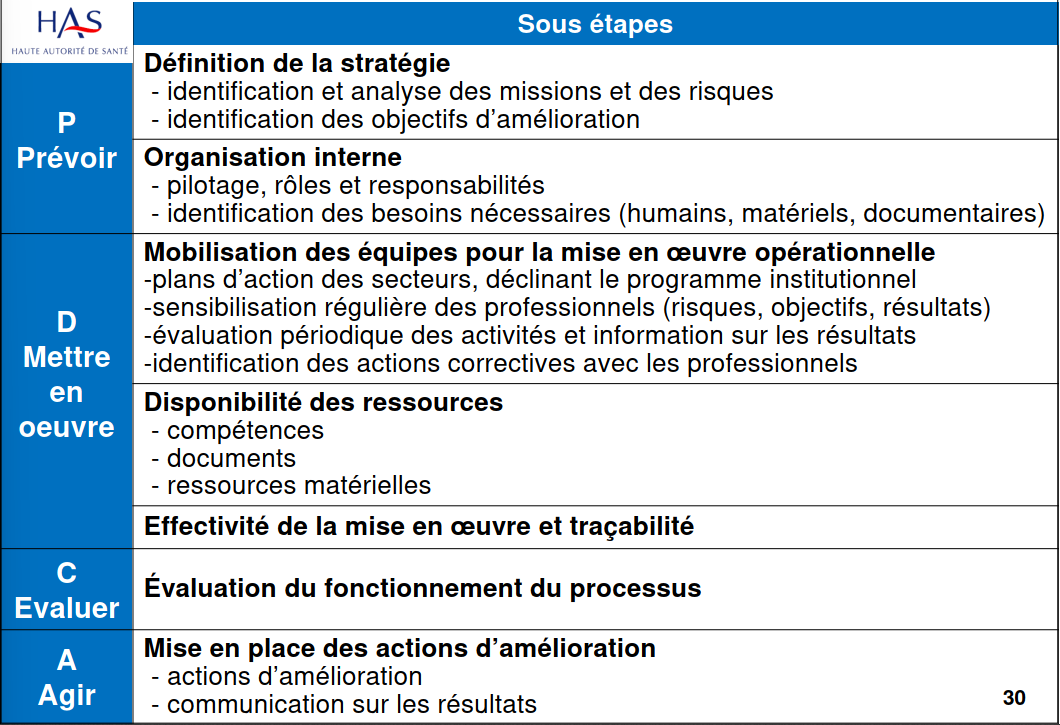 HAS
HAUTE AUTORITÉ DE SANTÉ
Sous étapes
P
Prévoir
Définition de la stratégie
- identification et analyse des missions et des risques
- identification des objectifs d’amélioration
Organisation interne
- pilotage, rôles et responsabilités
- identification des besoins nécessaires (humains, matériels, documentaires)
D
Mettre
en
oeuvre
Mobilisation des équipes pour la mise en œuvre opérationnelle
-plans d’action des secteurs, déclinant le programme institutionnel
-sensibilisation régulière des professionnels (risques, objectifs, résultats)
-évaluation périodique des activités et information sur les résultats
-identification des actions correctives avec les professionnels
Disponibilité des ressources
- compétences
- documents
- ressources matérielles
Effectivité de la mise en œuvre et traçabilité
C
Evaluer
Évaluation du fonctionnement du processus
A
Agir
Mise en place des actions d’amélioration
- actions d’amélioration
- communication sur les résultats
30